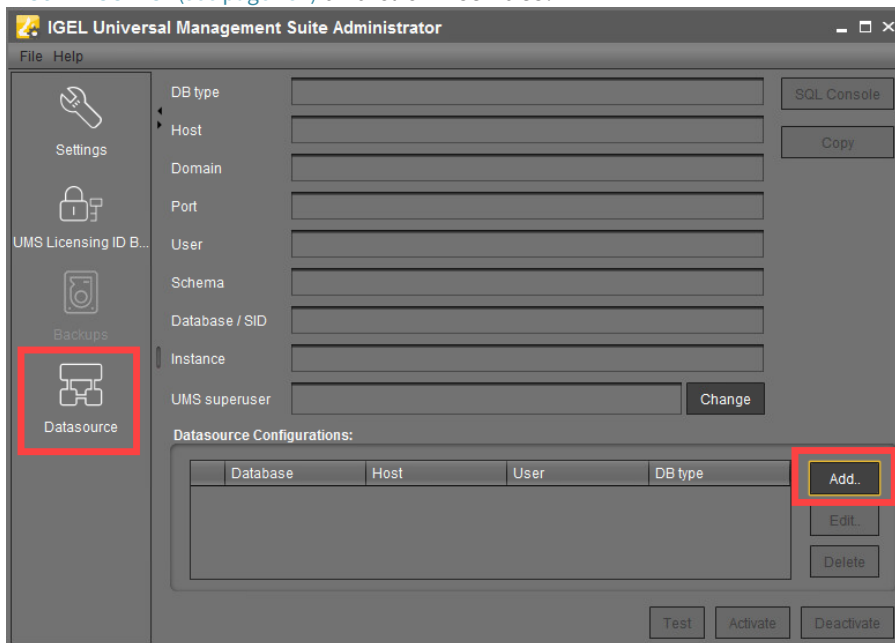 IGEL Universal Management Suite Administrator
File Help
Settings
UMS Licensing ID B...
Backups
Datasource
DB type
Host
Domain
Port
User
Schema
Database / SID
Instance
UMS superuser
Change
SQL Console
Copy
Datasource Configurations:
Database Host User DB type
Add..
Edit..
Delete
Test Activate Deactivate